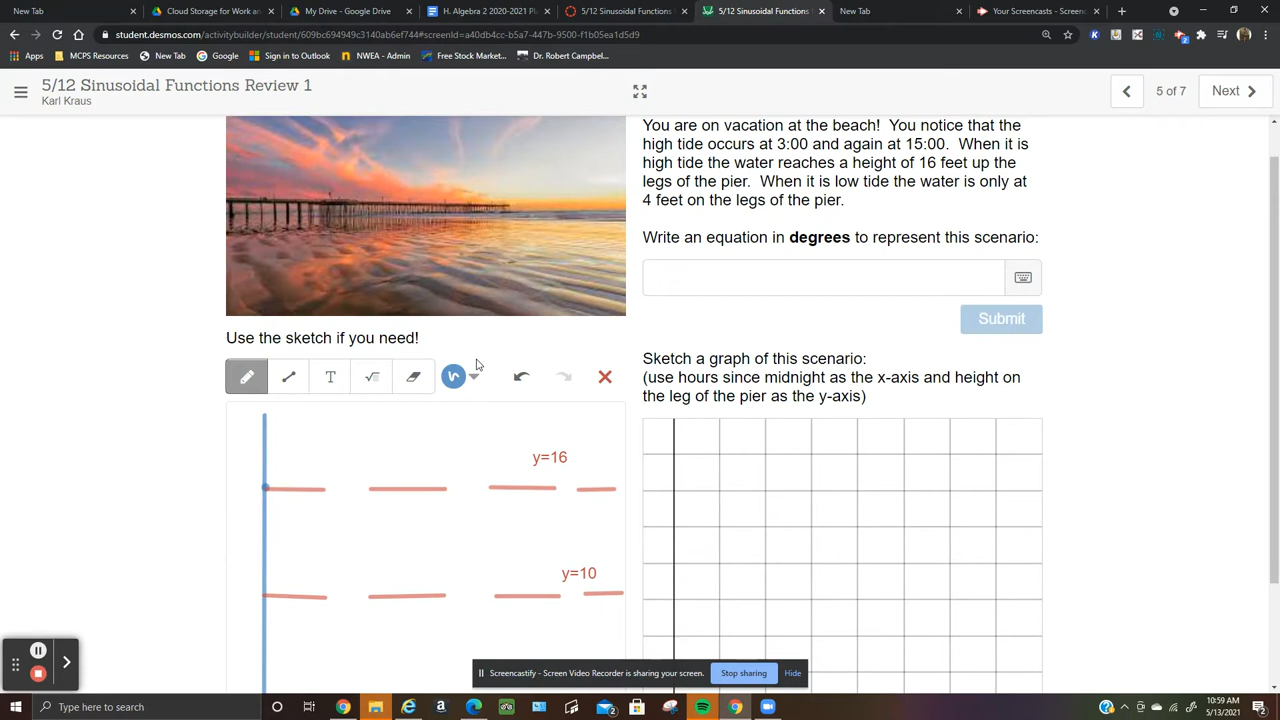 New Tab
Cloud Storage for Work an
My Drive - Google Drive
H. Algebra 2 2020-2021 Pl
5/12 Sinusoidal Functions
5/12 Sinusoidal Functions
New Tab
Your Screencasts - Screenc
student.desmos.com/activitybuilder/student/609bc694949c3140ab6ef744#screenId=a40db4cc-b5a7-447b-9500-f1b05ea1d5d9
Apps
MCPS Resources
New Tab
Google
Sign in to Outlook
NWEA - Admin
Free Stock Market...
Dr. Robert Campbell...
5/12 Sinusoidal Functions Review 1
Karl Kraus
5 of 7
Next
You are on vacation at the beach! You notice that the
high tide occurs at 3:00 and again at 15:00. When it is
high tide the water reaches a height of 16 feet up the
legs of the pier. When it is low tide the water is only at
4 feet on the legs of the pier.
Write an equation in degrees to represent this scenario:
Submit
Use the sketch if you need!
T
Sketch a graph of this scenario:
(use hours since midnight as the x-axis and height on
the leg of the pier as the y-axis)
y=16
y=10
Screencastify - Screen Video Recorder is sharing your screen.
Stop sharing
Hide
Type here to search
10:59 AM
5/13/2021